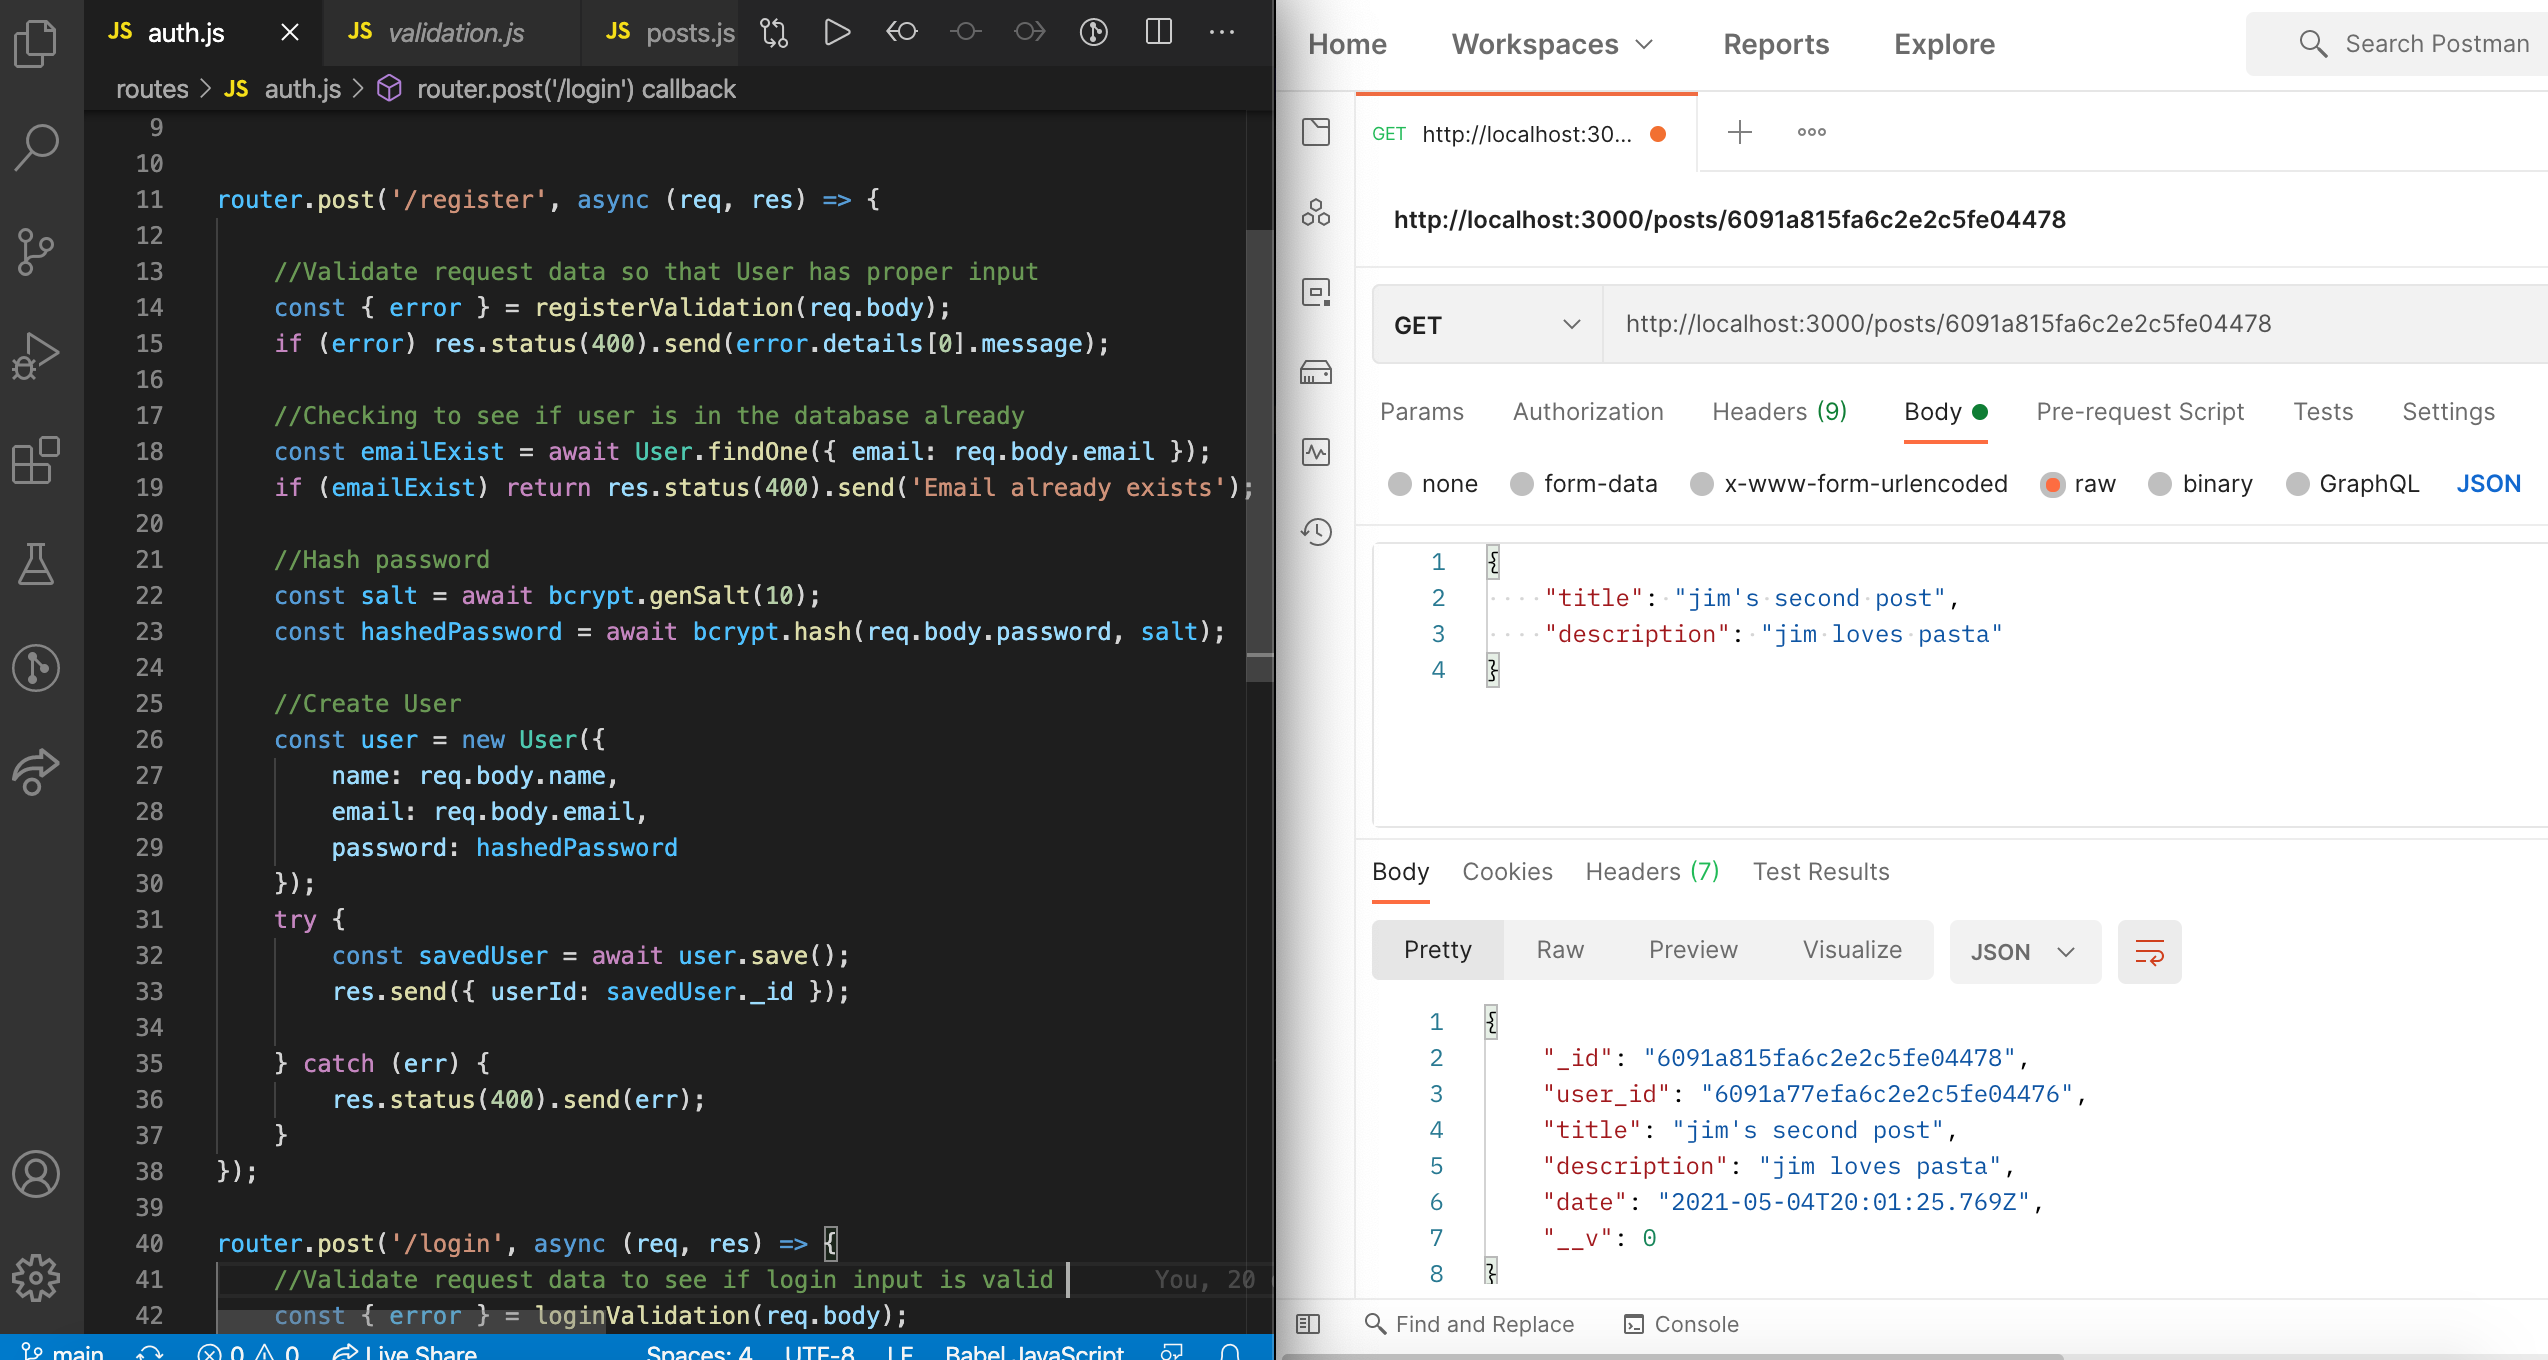 JS auth.js
JS validation.js
JS posts.js
routes > JS auth.js > router.post('/login') callback
9
10
11 router.post('/register', async (req, res) => {
12
13 //Validate request data so that User has proper input
14 const { error } = registerValidation(req.body);
15 if (error) res.status(400).send(error.details[0].message);
16
17 //Checking to see if user is in the database already
18 const emailExist = await User.findOne({ email: req.body.email });
19 if (emailExist) return res.status(400).send('Email already exists');
20
21 //Hash password
22 const salt = await bcrypt.genSalt(10);
23 const hashedPassword = await bcrypt.hash(req.body.password, salt);
24
25 //Create User
26 const user = new User({
27 name: req.body.name,
28 email: req.body.email,
29 password: hashedPassword
30 });
31 try {
32 const savedUser = await user.save();
33 res.send({ userId: savedUser._id });
34
35 } catch (err) {
36 res.status(400).send(err);
37 }
38 });
39
40 router.post('/login', async (req, res) => {
41 //Validate request data to see if login input is valid You, 20
42 const { error } = loginValidation(req.body);
main 0 0 Live Share Spaces: 4 UTF-8 LF Babel JavaScript
Home Workspaces Reports Explore Search Postman
GET http://localhost:30...
http://localhost:3000/posts/6091a815fa6c2e2c5fe04478
GET http://localhost:3000/posts/6091a815fa6c2e2c5fe04478
Params Authorization Headers (9) Body Pre-request Script Tests Settings
none form-data x-www-form-urlencoded raw binary GraphQL JSON
1 {
2 "title": "jim's second post",
3 "description": "jim loves pasta"
4 }
Body Cookies Headers (7) Test Results
Pretty Raw Preview Visualize JSON
1 {
2 "_id": "6091a815fa6c2e2c5fe04478",
3 "user_id": "6091a77efa6c2e2c5fe04476",
4 "title": "jim's second post",
5 "description": "jim loves pasta",
6 "date": "2021-05-04T20:01:25.769Z",
7 "__v": 0
8 }
Find and Replace Console